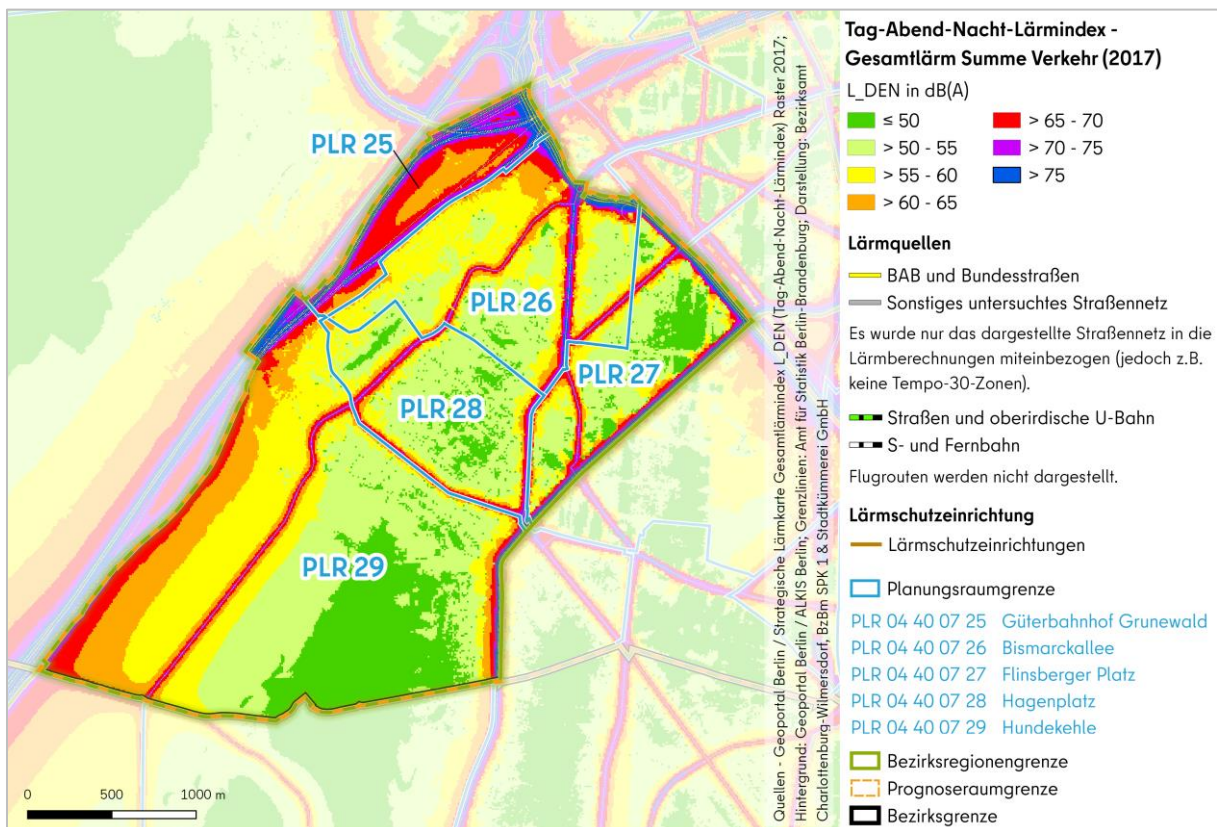 PLR 25
PLR 26
PLR 27
PLR 28
PLR 29
0 500 1000 m
Quellen - Geoportal Berlin / Strategische Lärmkarte Gesamtlärmindex L_DEN (Tag-Abend-Nacht-Lärmindex) Raster 2017;
Hintergrund: Geoportal Berlin / ALKIS Berlin; Grenzlinien: Amt für Statistik Berlin-Brandenburg; Darstellung: Bezirksamt
Charlottenburg-Wilmersdorf, BzBm SPK 1 & Stadtkümmerei GmbH
Tag-Abend-Nacht-Lärmindex -
Gesamtlärm Summe Verkehr (2017)
L_DEN in dB(A)
≤ 50
> 50 - 55
> 55 - 60
> 60 - 65
> 65 - 70
> 70 - 75
> 75
Lärmquellen
BAB und Bundesstraßen
Sonstiges untersuchtes Straßennetz
Es wurde nur das dargestellte Straßennetz in die
Lärmberechnungen miteinbezogen (jedoch z.B.
keine Tempo-30-Zonen).
Straßen und oberirdische U-Bahn
S- und Fernbahn
Flugrouten werden nicht dargestellt.
Lärmschutzeinrichtung
Lärmschutzeinrichtungen
Planungsraumgrenze
PLR 04 40 07 25 Güterbahnhof Grunewald
PLR 04 40 07 26 Bismarckallee
PLR 04 40 07 27 Flinsberger Platz
PLR 04 40 07 28 Hagenplatz
PLR 04 40 07 29 Hundekehle
Bezirksregionengrenze
Prognoseraumgrenze
Bezirksgrenze